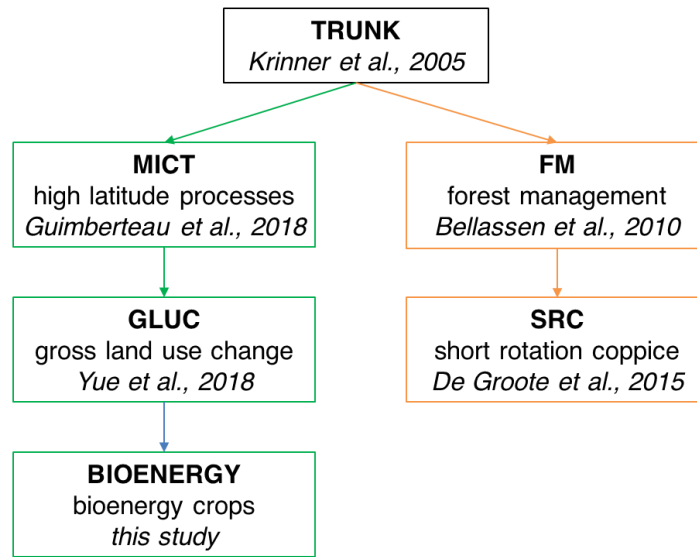 TRUNK
Krinner et al., 2005
MICT
high latitude processes
Guimberteau et al., 2018
FM
forest management
Bellassen et al., 2010
GLUC
gross land use change
Yue et al., 2018
SRC
short rotation coppice
De Groote et al., 2015
BIOENERGY
bioenergy crops
this study